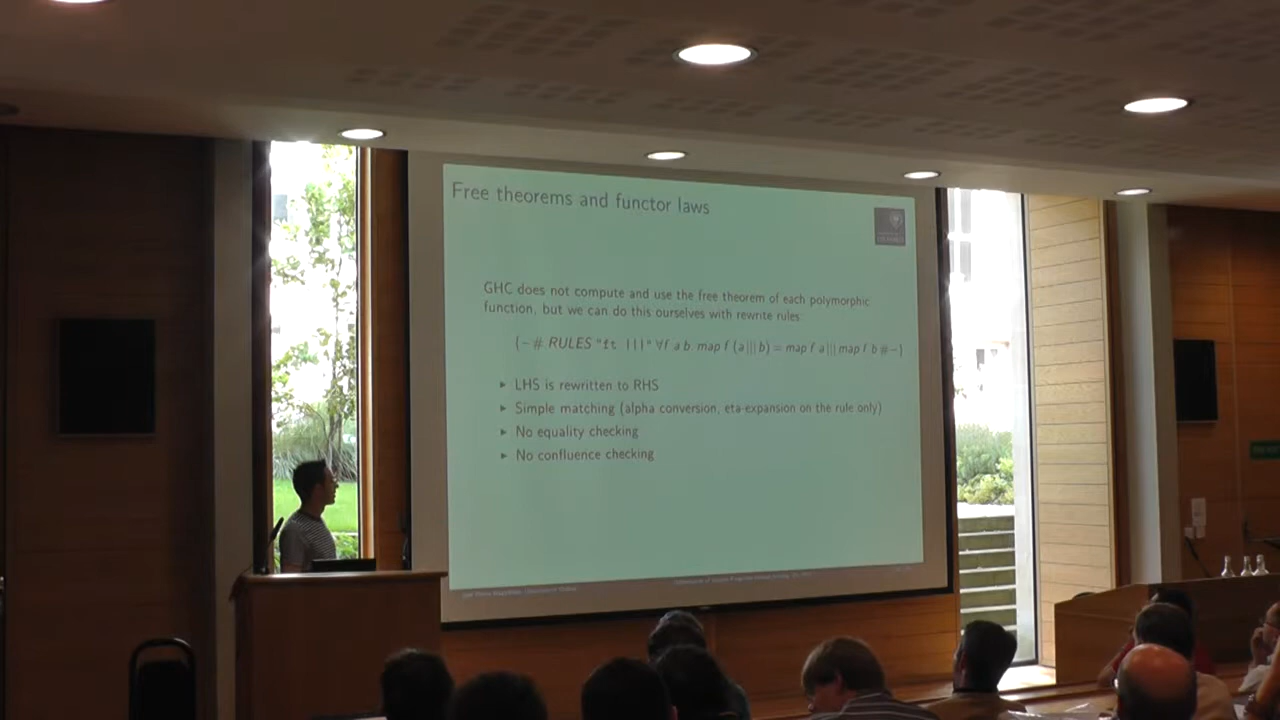 Free theorems and functor laws
GHC does not compute and use the free theorem of each polymorphic
function, but we can do this ourselves with rewrite rules:
{-# RULES "ft |||" ∀f a b. map f (a ||| b) = map f a ||| map f b #-}
▸ LHS is rewritten to RHS
▸ Simple matching (alpha conversion, eta-expansion on the rule only)
▸ No equality checking
▸ No confluence checking